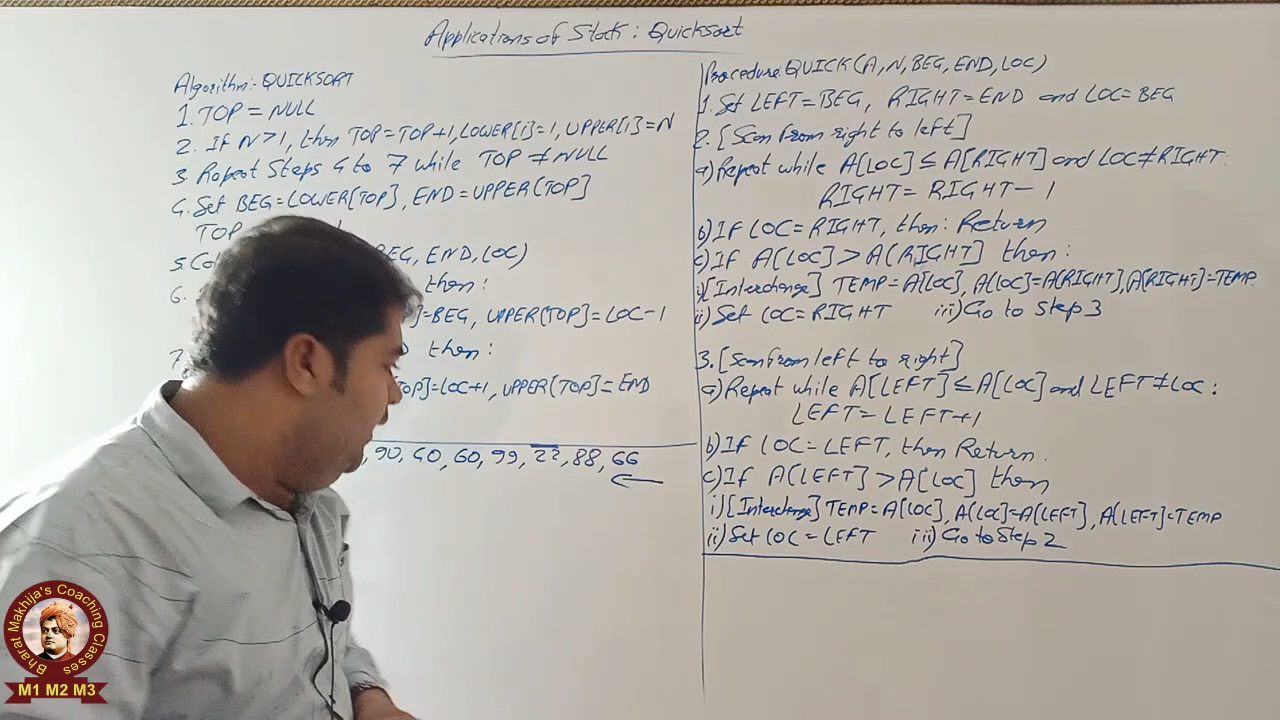 Applications of Stack: Quicksort
Algorithm: QUICKSORT
1. TOP = NULL
2. If N>1, then TOP=TOP+1, LOWER[i]=1, UPPER[i]=N
3. Repeat Steps 4 to 7 while TOP ≠ NULL
4. Set BEG=LOWER[TOP], END=UPPER[TOP]
TOP
5. BEG, END, LOC)
6. then:
]=BEG, UPPER[TOP]=LOC-1
7. then:
TOP]=LOC+1, UPPER[TOP]=END
, 90, 40, 60, 99, 22, 88, 66
Procedure: QUICK(A, N, BEG, END, LOC)
1. Set LEFT=BEG, RIGHT=END and LOC=BEG
2. [Scan from right to left]
a) Repeat while A[LOC] ≤ A[RIGHT] and LOC≠RIGHT:
RIGHT = RIGHT - 1
b) If LOC = RIGHT, then: Return
c) If A[LOC] > A[RIGHT] then:
i) [Interchange] TEMP=A[LOC], A[LOC]=A[RIGHT], A[RIGHT]=TEMP.
ii) Set LOC=RIGHT iii) Go to Step 3
3. [Scan from left to right]
a) Repeat while A[LEFT] ≤ A[LOC] and LEFT≠LOC:
LEFT = LEFT+1
b) If LOC = LEFT, then Return.
c) If A[LEFT] > A[LOC] then
i) [Interchange] TEMP=A[LOC], A[LOC]=A[LEFT], A[LEFT]=TEMP
ii) Set LOC = LEFT iii) Go to Step 2
Bharat Makhija's Coaching Classes
M1 M2 M3